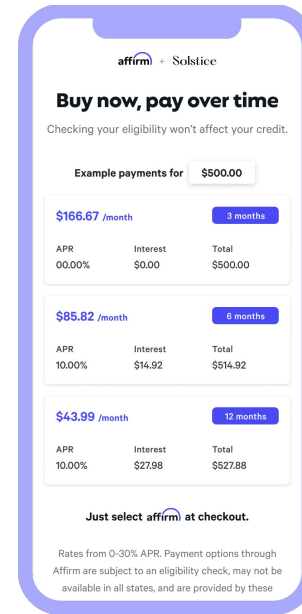 affirm + Solstice
Buy now, pay over time
Checking your eligibility won't affect your credit.
Example payments for $500.00
$166.67 /month 3 months
APR Interest Total
00.00% $0.00 $500.00
$85.82 /month 6 months
APR Interest Total
10.00% $14.92 $514.92
$43.99 /month 12 months
APR Interest Total
10.00% $27.98 $527.88
Just select affirm at checkout.
Rates from 0-30% APR. Payment options through
Affirm are subject to an eligibility check, may not be
available in all states, and are provided by these